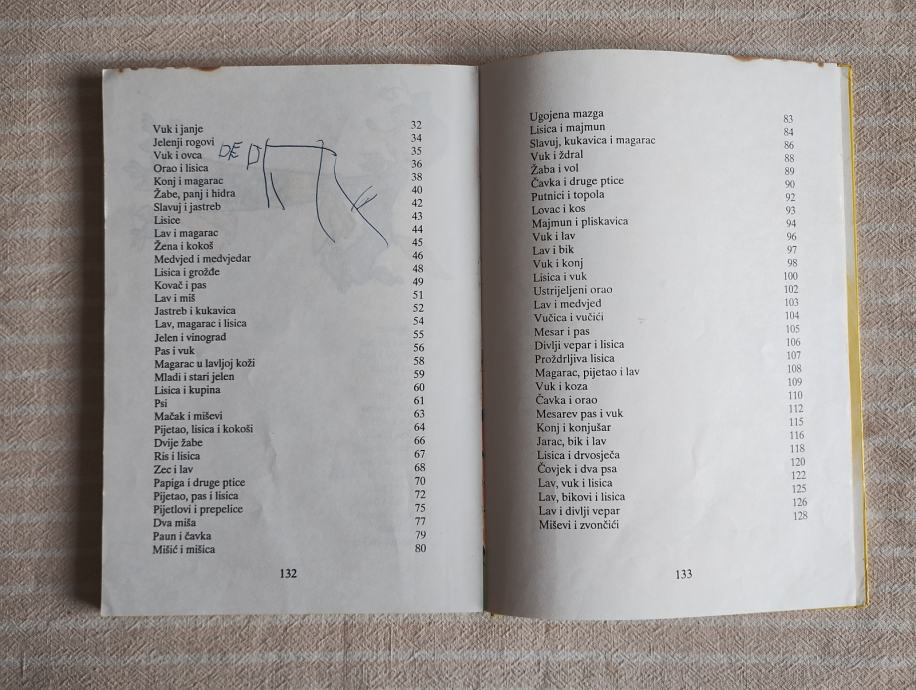 Vuk i janje 32
Jelenji rogovi 34
Vuk i ovca 35
Orao i lisica 36
Konj i magarac 38
Žabe, panj i hidra 40
Slavuj i jastreb 42
Lisice 43
Lav i magarac 44
Žena i kokoš 45
Medvjed i medvjedar 46
Lisica i grožđe 48
Kovač i pas 49
Lav i miš 51
Jastreb i kukavica 52
Lav, magarac i lisica 54
Jelen i vinograd 55
Pas i vuk 56
Magarac u lavljoj koži 58
Mladi i stari jelen 59
Lisica i kupina 60
Psi 61
Mačak i miševi 63
Pijetao, lisica i kokoši 64
Dvije žabe 66
Ris i lisica 67
Zec i lav 68
Papiga i druge ptice 70
Pijetao, pas i lisica 72
Pijetlovi i prepelice 75
Dva miša 77
Paun i čavka 79
Mišić i mišica 80
132
Ugojena mazga 83
Lisica i majmun 84
Slavuj, kukavica i magarac 86
Vuk i ždral 88
Žaba i vol 89
Čavka i druge ptice 90
Putnici i topola 92
Lovac i kos 93
Majmun i pliskavica 94
Vuk i lav 96
Lav i bik 97
Vuk i konj 98
Lisica i vuk 100
Ustrijeljeni orao 102
Lav i medvjed 103
Vučica i vučići 104
Mesar i pas 105
Divlji vepar i lisica 106
Proždrljiva lisica 107
Magarac, pijetao i lav 108
Vuk i koza 109
Čavka i orao 110
Mesarev pas i vuk 112
Konj i konjušar 115
Jarac, bik i lav 116
Lisica i drvosječa 118
Čovjek i dva psa 120
Lav, vuk i lisica 122
Lav, bikovi i lisica 125
Lav i divlji vepar 126
Miševi i zvončići 128
133